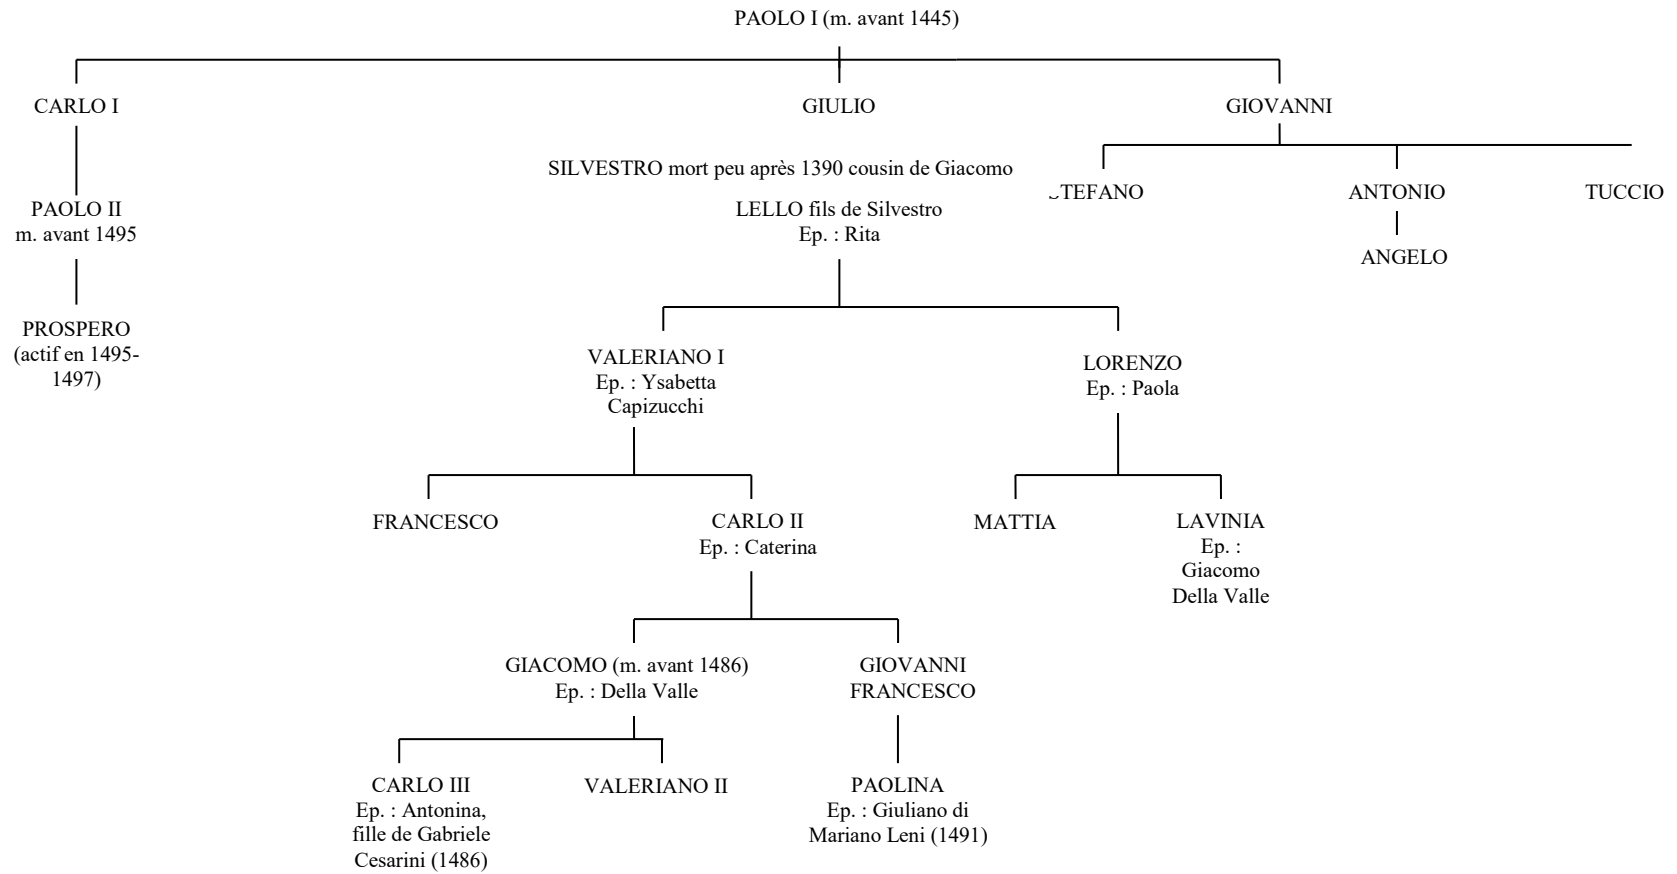 PAOLO I (m. avant 1445)
CARLO I
GIULIO
GIOVANNI
SILVESTRO mort peu après 1390 cousin de Giacomo
TEFANO
ANTONIO
TUCCIO
PAOLO II
m. avant 1495
LELLO fils de Silvestro
Ep. : Rita
ANGELO
PROSPERO
(actif en 1495-
1497)
VALERIANO I
Ep. : Ysabetta
Capizucchi
LORENZO
Ep. : Paola
FRANCESCO
CARLO II
Ep. : Caterina
MATTIA
LAVINIA
Ep. :
Giacomo
Della Valle
GIACOMO (m. avant 1486)
Ep. : Della Valle
GIOVANNI
FRANCESCO
CARLO III
Ep. : Antonina,
fille de Gabriele
Cesarini (1486)
VALERIANO II
PAOLINA
Ep. : Giuliano di
Mariano Leni (1491)